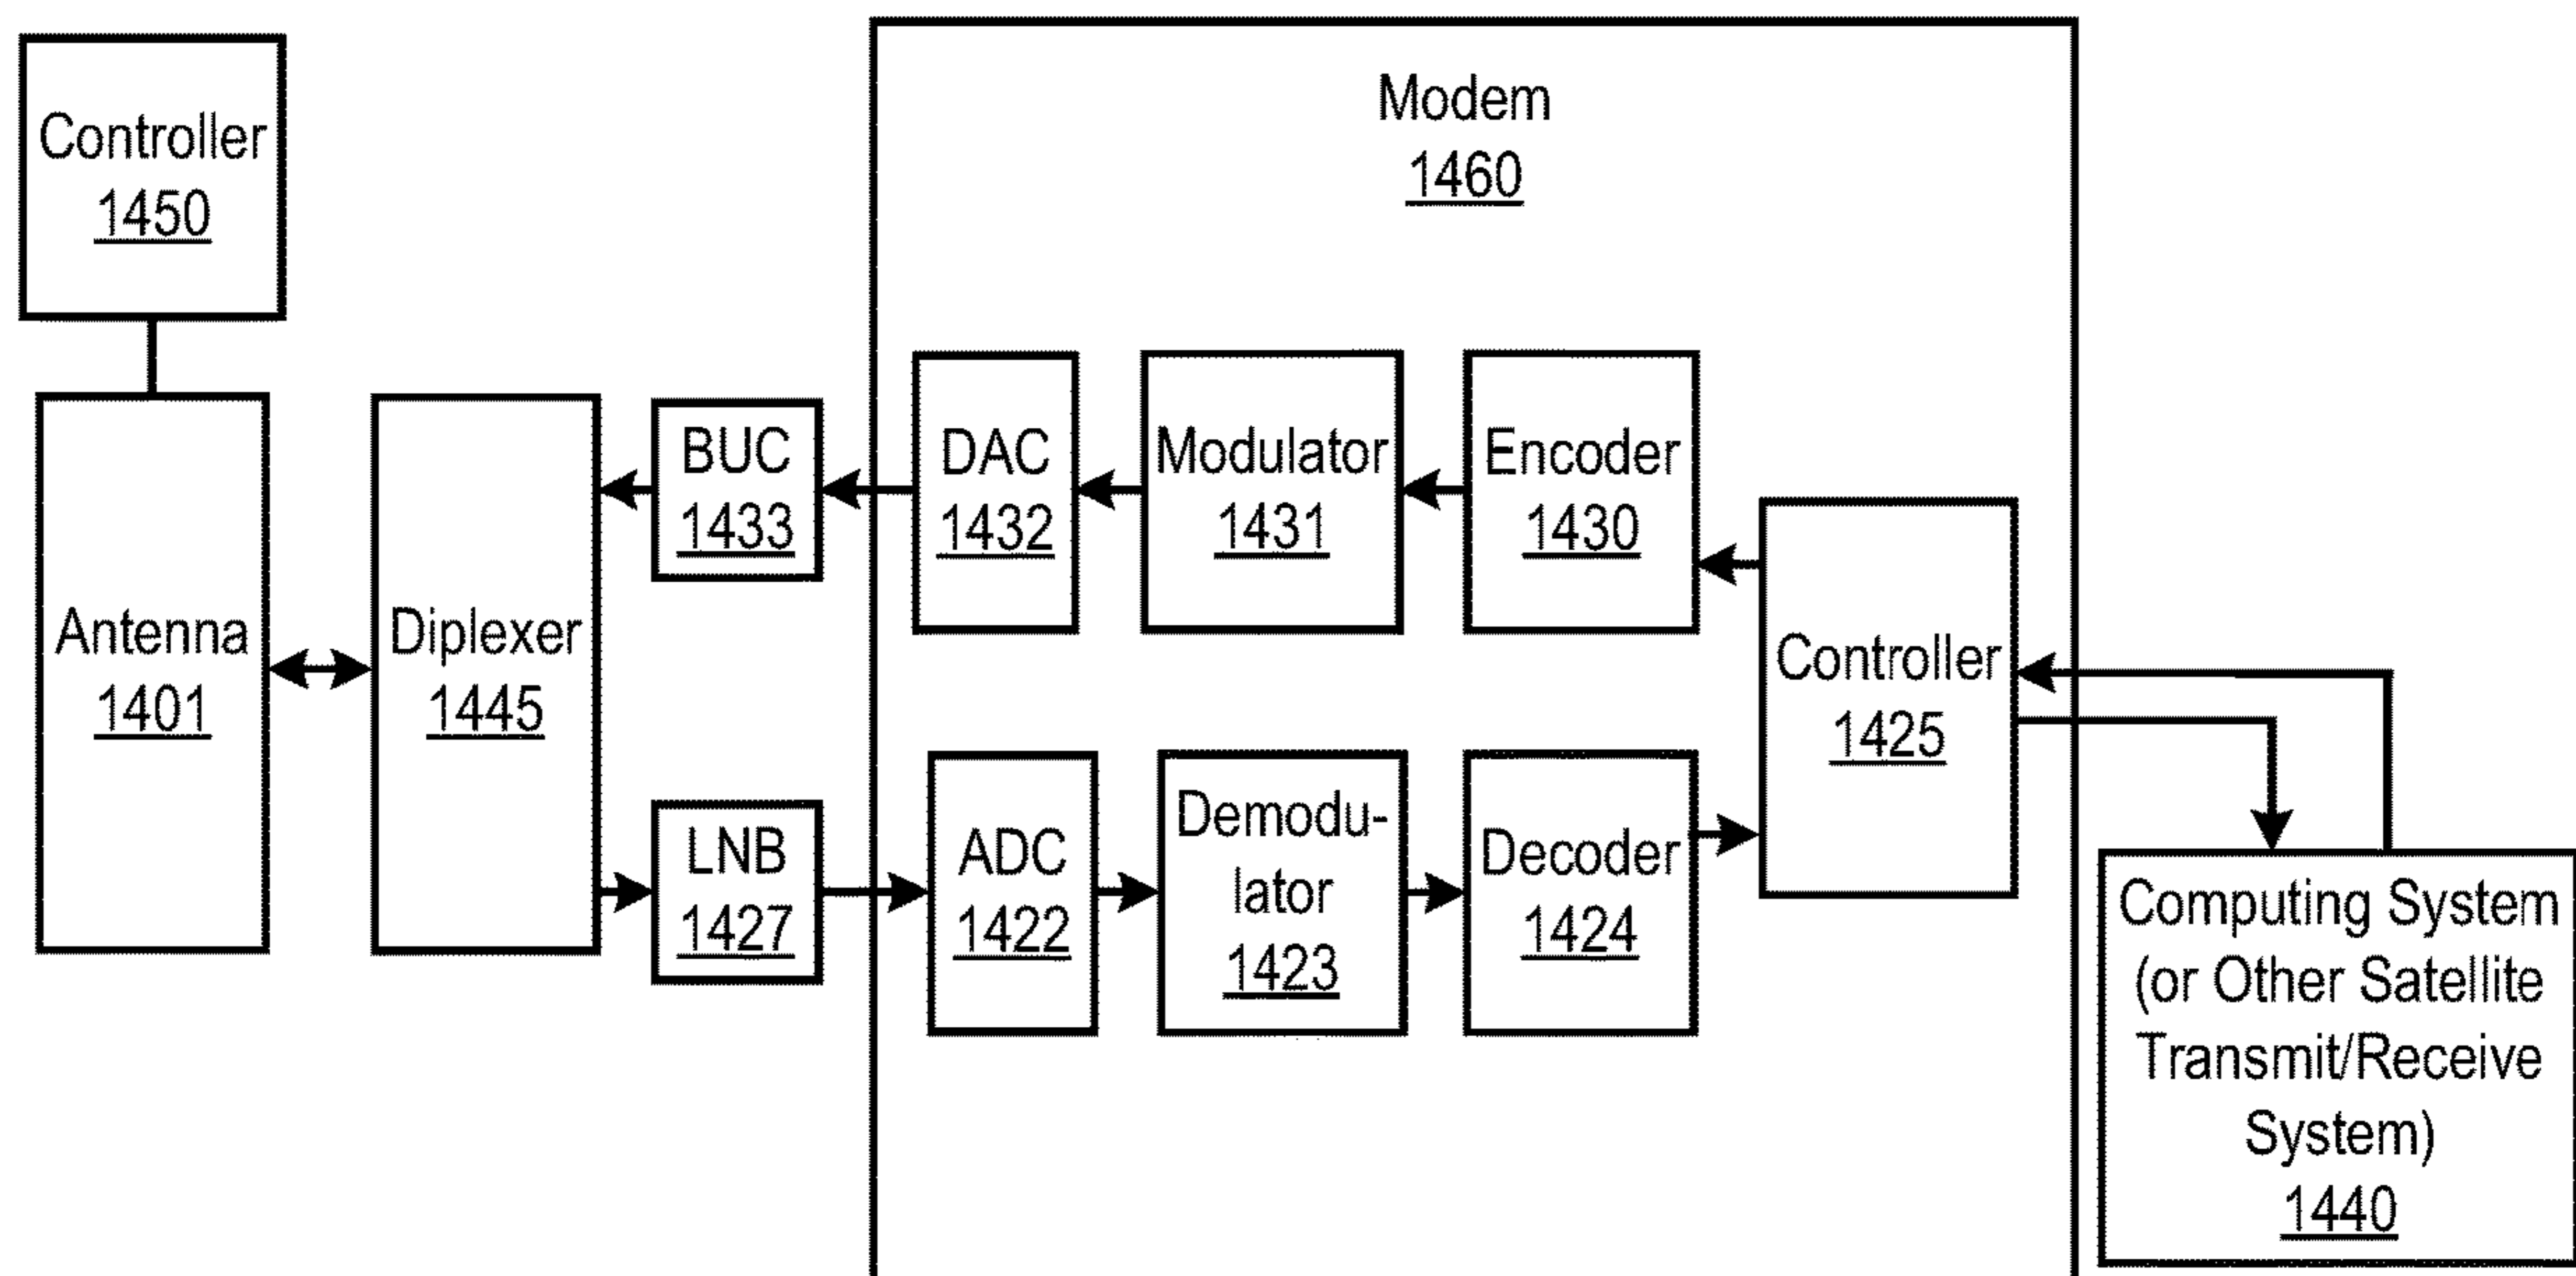 Controller
1450
Modem
1460
BUC
1433
DAC
1432
Modulator
1431
Encoder
1430
Antenna
1401
Diplexer
1445
Controller
1425
LNB
1427
ADC
1422
Demodu-
lator
1423
Decoder
1424
Computing System
(or Other Satellite
Transmit/Receive
System)
1440